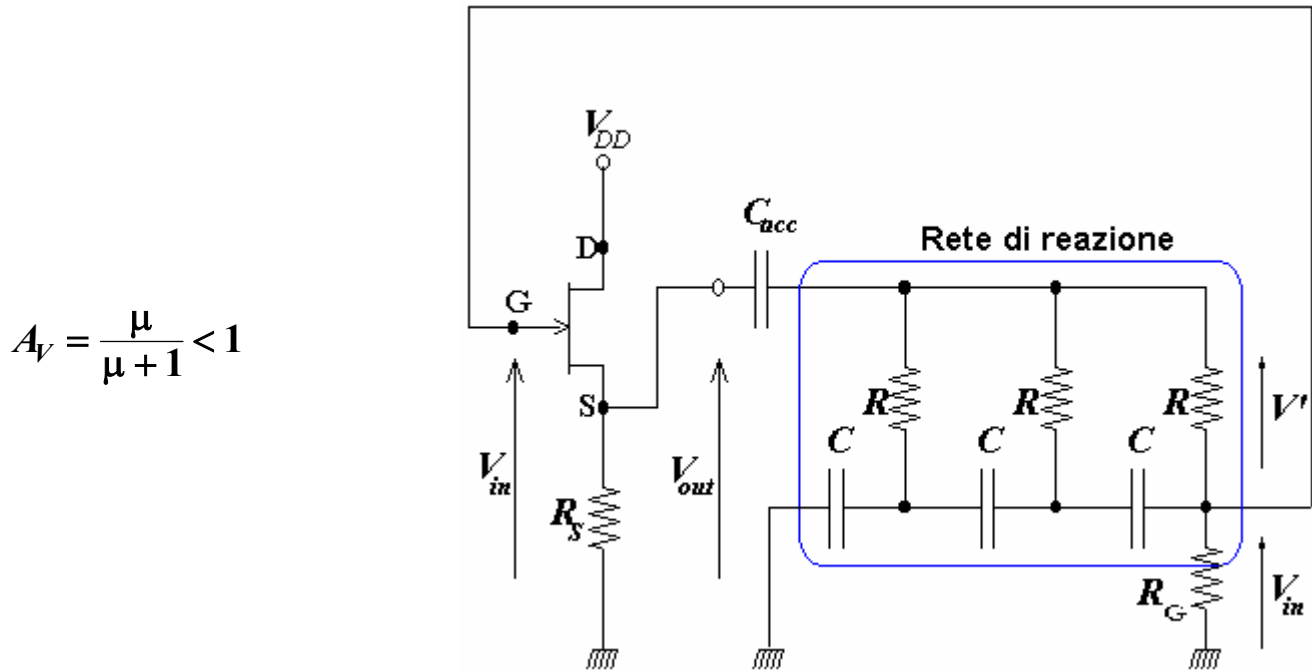 A_V = μ / (μ + 1) < 1
V_DD
C_acc
Rete di reazione
D
G
S
R
R
R
V'
C
C
C
V_in
R_S
V_out
R_G
V_in